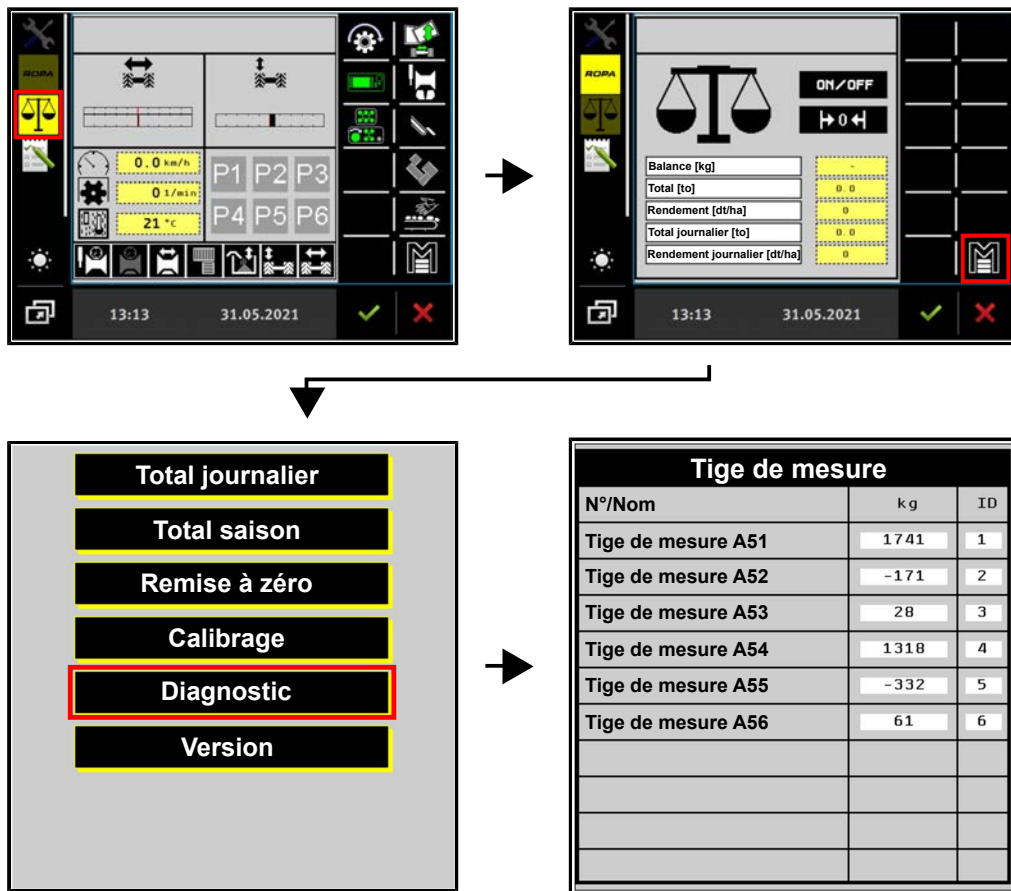 ROPA
0.0 km/h
0 1/min
21 °C
P1 P2 P3
P4 P5 P6
13:13 31.05.2021
ROPA
ON/OFF
0
Balance [kg] -
Total [to] 0.0
Rendement [dt/ha] 0
Total journalier [to] 0.0
Rendement journalier [dt/ha] 0
13:13 31.05.2021
Total journalier
Total saison
Remise à zéro
Calibrage
Diagnostic
Version
Tige de mesure
N°/Nom kg ID
Tige de mesure A51 1741 1
Tige de mesure A52 -171 2
Tige de mesure A53 28 3
Tige de mesure A54 1318 4
Tige de mesure A55 -332 5
Tige de mesure A56 61 6